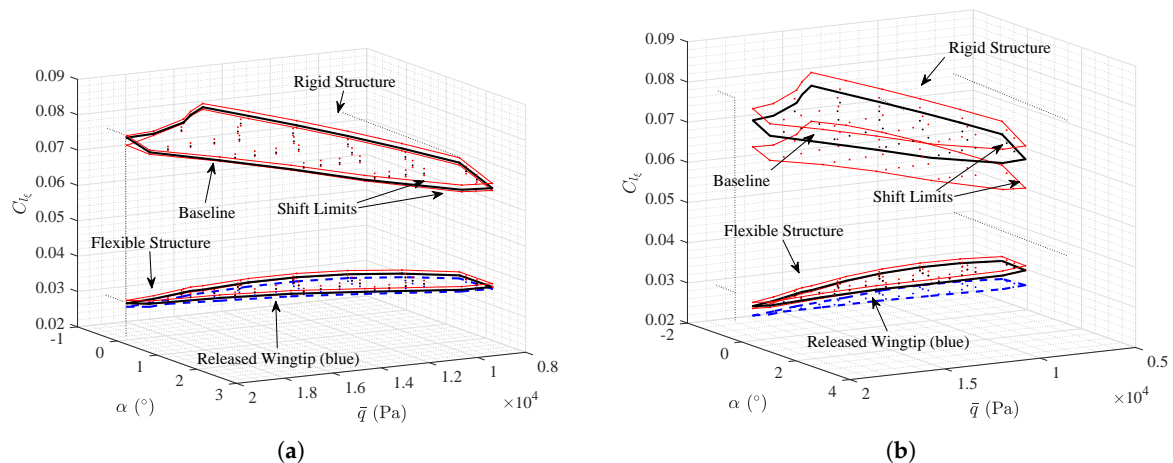 Rigid Structure
Baseline
Shift Limits
Flexible Structure
Released Wingtip (blue)
0.09
0.08
0.07
0.06
0.05
0.04
0.03
0.02
C_{l_ξ}
-1
0
1
2
3
α (°)
2
1.8
1.6
1.4
1.2
1
0.8
×10^4
q̄ (Pa)
(a)
Rigid Structure
Baseline
Shift Limits
Flexible Structure
Released Wingtip (blue)
0.09
0.08
0.07
0.06
0.05
0.04
0.03
0.02
C_{l_ξ}
-2
0
2
4
α (°)
2
1.5
1
0.5
×10^4
q̄ (Pa)
(b)